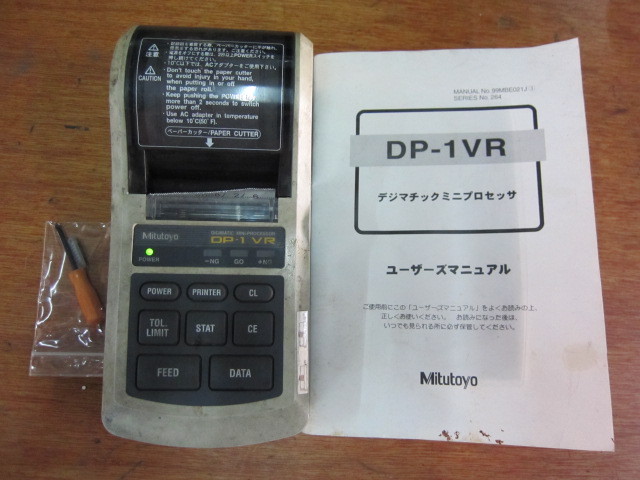 注意
CAUTION
・Don't touch the paper cutter
to avoid injury in your hand,
when putting in or off
the paper roll.
・Keep pushing the POWER
more than 2 seconds to switch
power off.
・Use AC adapter in temperature
below 10℃(50°F).
ペーパーカッター/PAPER CUTTER
Mitutoyo
DP-1 VR
POWER
-NG
GO
+NG
POWER
PRINTER
CL
TOL.
LIMIT
STAT
CE
FEED
DATA
MANUAL No.99MBE031J
SERIES No. 264
DP-1VR
デジマチックミニプロセッサ
ユーザーズマニュアル
ご使用前にこの「ユーザーズマニュアル」をよくお読みの上、
正しくお使いください。 お読みになった後は、
いつでも見られる所に必ず保管してください。
Mitutoyo